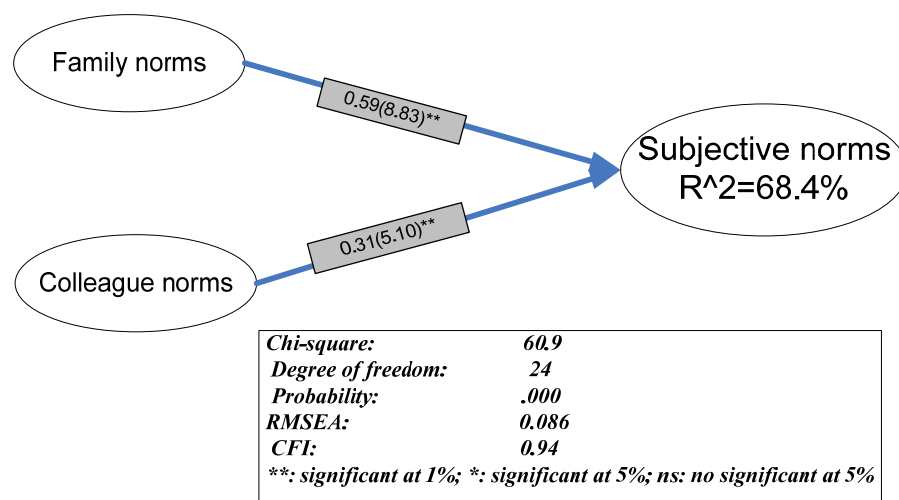 Family norms
0.59(8.83)**
Subjective norms
R^2=68.4%
0.31(5.10)**
Colleague norms
Chi-square: 60.9
Degree of freedom: 24
Probability: .000
RMSEA: 0.086
CFI: 0.94
**: significant at 1%; *: significant at 5%; ns: no significant at 5%